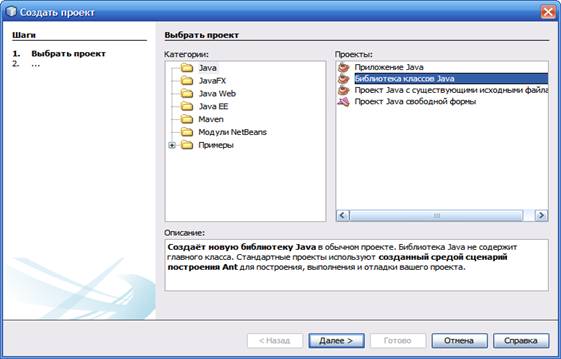 Создать проект
Шаги
1. Выбрать проект
2. ...
Выбрать проект
Категории:
Java
JavaFX
Java Web
Java EE
Maven
Модули NetBeans
Примеры
Проекты:
Приложение Java
Библиотека классов Java
Проект Java с существующими исходными файла
Проект Java свободной формы
Описание:
Создаёт новую библиотеку Java в обычном проекте. Библиотека Java не содержит
главного класса. Стандартные проекты используют созданный средой сценарий
построения Ant для построения, выполнения и отладки вашего проекта.
< Назад
Далее >
Готово
Отмена
Справка